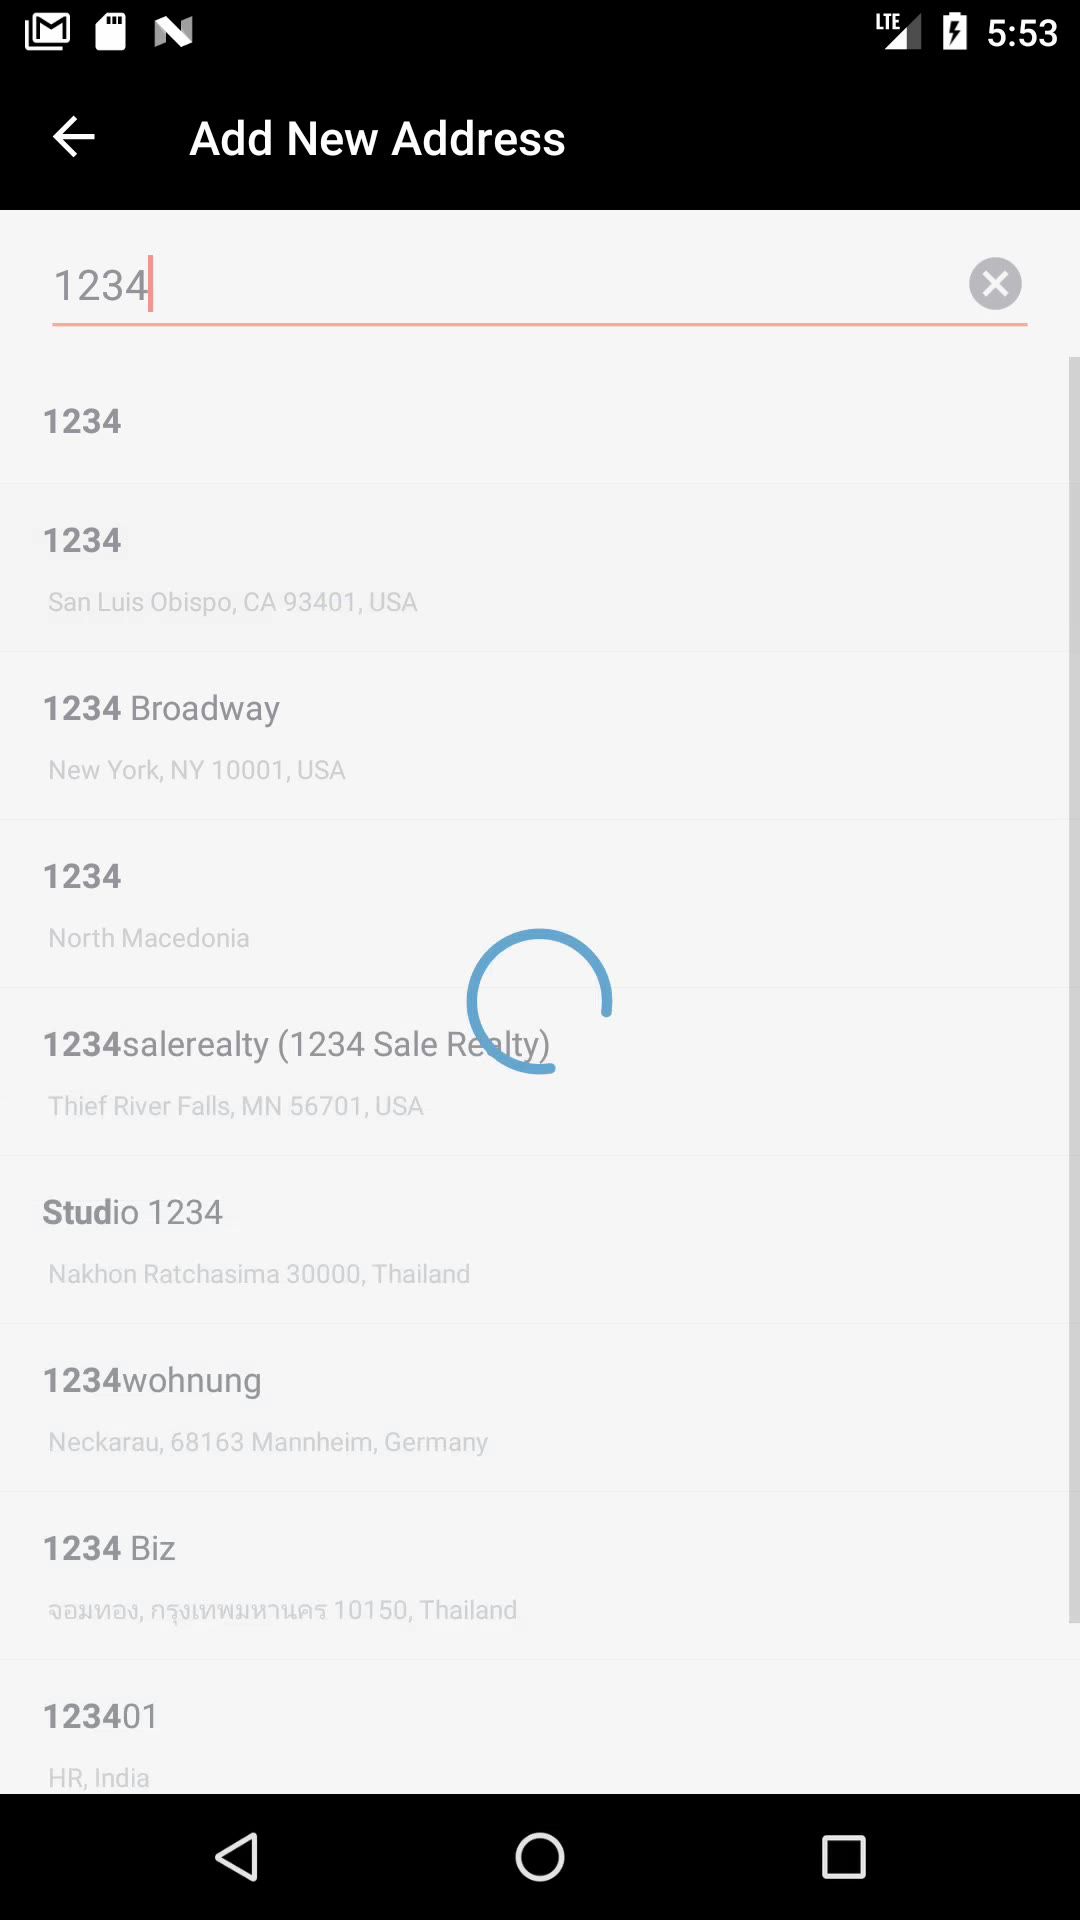 LTE 5:53
Add New Address
1234
1234
1234
San Luis Obispo, CA 93401, USA
1234 Broadway
New York, NY 10001, USA
1234
North Macedonia
1234salerealty (1234 Sale Realty)
Thief River Falls, MN 56701, USA
Studio 1234
Nakhon Ratchasima 30000, Thailand
1234wohnung
Neckarau, 68163 Mannheim, Germany
1234 Biz
จอมทอง, กรุงเทพมหานคร 10150, Thailand
123401
HR, India